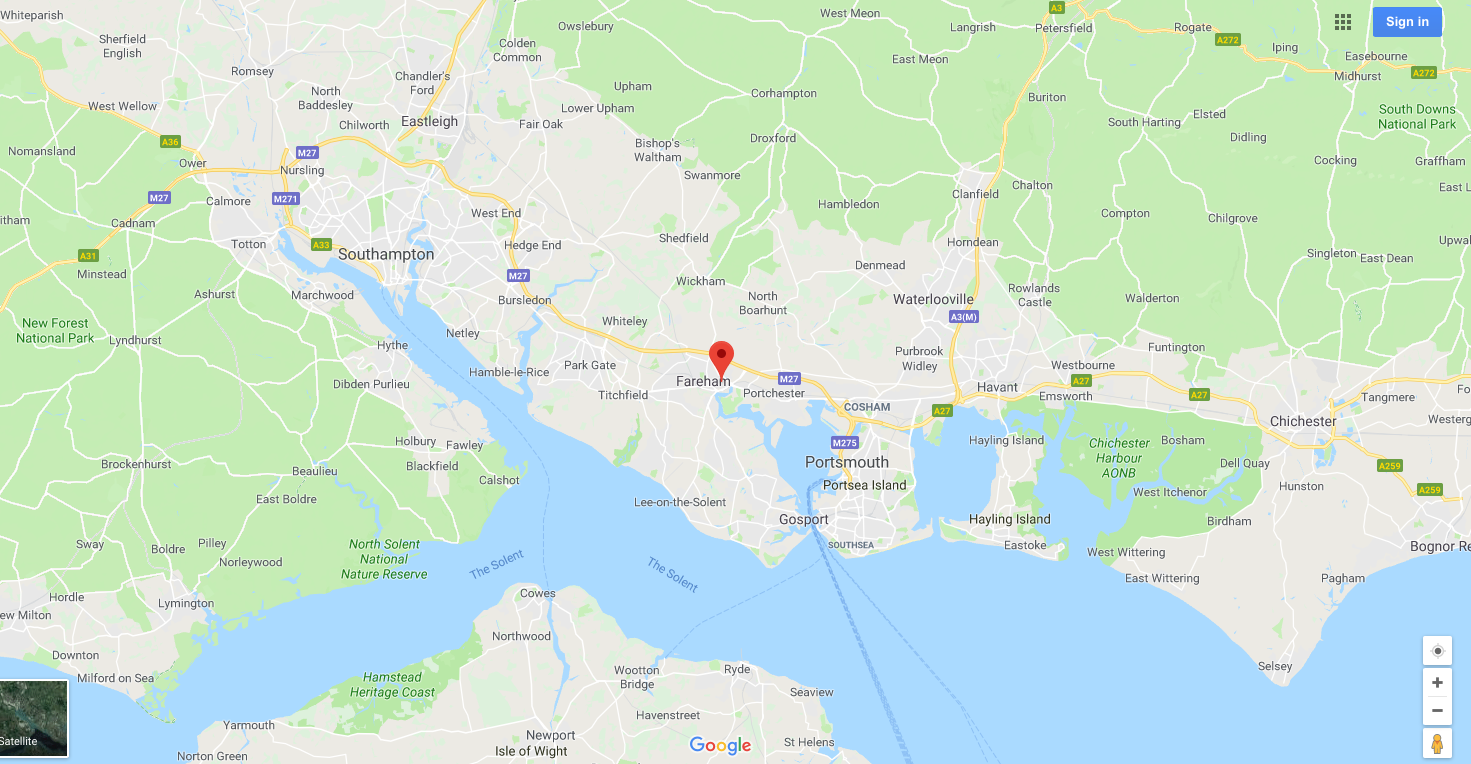 Whiteparish
Owslebury
West Meon
Langrish
A3
Petersfield
Rogate
A272
Sign in
Sherfield
English
Colden
Common
East Meon
Iping
Easebourne
Midhurst
A272
Romsey
Chandler's
Ford
Upham
Corhampton
Buriton
North
Baddesley
West Wellow
Lower Upham
Chilworth
Eastleigh
Fair Oak
South Harting
Elsted
South Downs
National Park
Didling
Droxford
Nomansland
A36
Ower
M27
Nursling
Bishop's
Waltham
Swanmore
Cocking
Graffham
M27
Calmore
M271
Clanfield
Chalton
East L
itham
Cadnam
West End
Hambledon
Compton
Chilgrove
Totton
A33
Southampton
Hedge End
Shedfield
Horndean
Upwal
A31
Minstead
M27
Denmead
Singleton
East Dean
Ashurst
Marchwood
Bursledon
Wickham
North
Boarhunt
Waterlooville
Rowlands
Castle
Walderton
New Forest
National Park
Lyndhurst
Netley
Whiteley
A3(M)
Hythe
Park Gate
Purbrook
Widley
Westbourne
Funtington
Dibden Purlieu
Hamble-le-Rice
Fareham
M27
Havant
A27
Emsworth
Fo
Titchfield
Portchester
COSHAM
A27
A27
Tangmere
Chichester
Westerg
Holbury
Fawley
M275
Hayling Island
Chichester
Harbour
AONB
Bosham
Brockenhurst
Beaulieu
Blackfield
Portsmouth
Dell Quay
A259
Calshot
Portsea Island
Hunston
East Boldre
West Itchenor
A259
Lee-on-the-Solent
Gosport
Hayling Island
Birdham
Sway
Boldre
Pilley
North Solent
National
Nature Reserve
SOUTHSEA
Eastoke
West Wittering
Bognor Re
Norleywood
The Solent
The Solent
East Wittering
Pagham
Hordle
Lymington
Cowes
ew Milton
Northwood
Downton
Milford on Sea
Hamstead
Heritage Coast
Wootton
Bridge
Ryde
Selsey
Seaview
Yarmouth
Havenstreet
Newport
Isle of Wight
St Helens
Norton Green
Satellite
Google